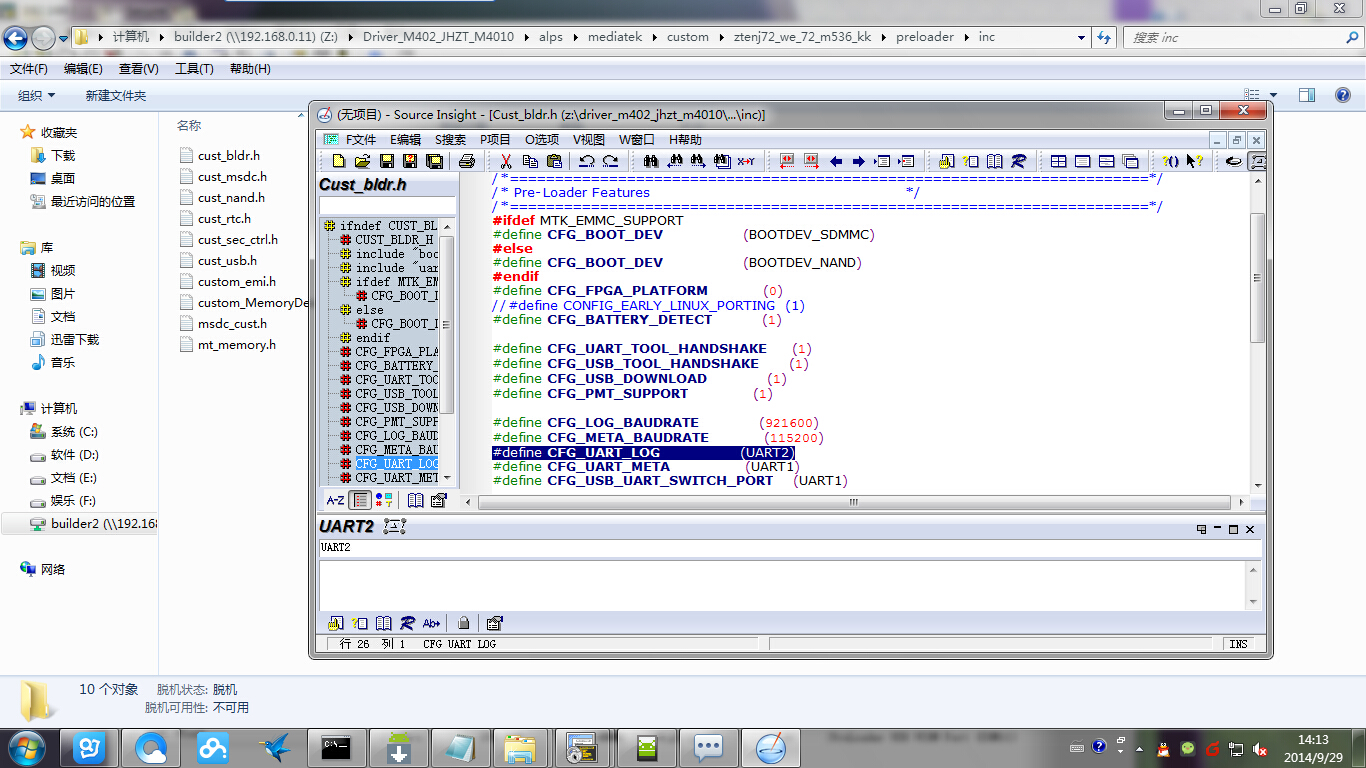 计算机 builder2 (\\192.168.0.11) (Z:) Driver_M402_JHZT_M4010 alps mediatek custom ztenj72_we_72_m536_kk preloader inc
搜索 inc
文件(F) 编辑(E) 查看(V) 工具(T) 帮助(H)
组织 新建文件夹
收藏夹
下载
桌面
最近访问的位置
库
视频
图片
文档
迅雷下载
音乐
计算机
系统 (C:)
软件 (D:)
文档 (E:)
娱乐 (F:)
builder2 (\\192.168
网络
名称
cust_bldr.h
cust_msdc.h
cust_nand.h
cust_rtc.h
cust_sec_ctrl.h
cust_usb.h
custom_emi.h
custom_MemoryDe
msdc_cust.h
mt_memory.h
(无项目) - Source Insight - [Cust_bldr.h (z:\driver_m402_jhzt_m4010\...\inc)]
F文件 E编辑 S搜索 P项目 O选项 V视图 W窗口 H帮助
Cust_bldr.h
ifndef CUST_BL
CUST_BLDR_H
include "boo
include "uar
ifdef MTK_EM
CFG_BOOT_D
else
CFG_BOOT_D
endif
CFG_FPGA_PLA
CFG_BATTERY_
CFG_UART_TOO
CFG_USB_TOOL
CFG_USB_DOWN
CFG_PMT_SUPP
CFG_LOG_BAUD
CFG_META_BAU
CFG_UART_LOG
CFG_UART_MET
A-Z
/*=======================================================================*/
/* Pre-Loader Features */
/*=======================================================================*/
#ifdef MTK_EMMC_SUPPORT
#define CFG_BOOT_DEV (BOOTDEV_SDMMC)
#else
#define CFG_BOOT_DEV (BOOTDEV_NAND)
#endif
#define CFG_FPGA_PLATFORM (0)
//#define CONFIG_EARLY_LINUX_PORTING (1)
#define CFG_BATTERY_DETECT (1)
#define CFG_UART_TOOL_HANDSHAKE (1)
#define CFG_USB_TOOL_HANDSHAKE (1)
#define CFG_USB_DOWNLOAD (1)
#define CFG_PMT_SUPPORT (1)
#define CFG_LOG_BAUDRATE (921600)
#define CFG_META_BAUDRATE (115200)
#define CFG_UART_LOG (UART2)
#define CFG_UART_META (UART1)
#define CFG_USB_UART_SWITCH_PORT (UART1)
UART2
UART2
行 26 列 1 CFG_UART_LOG
INS
10 个对象 脱机状态: 脱机
脱机可用性: 不可用
14:13
2014/9/29